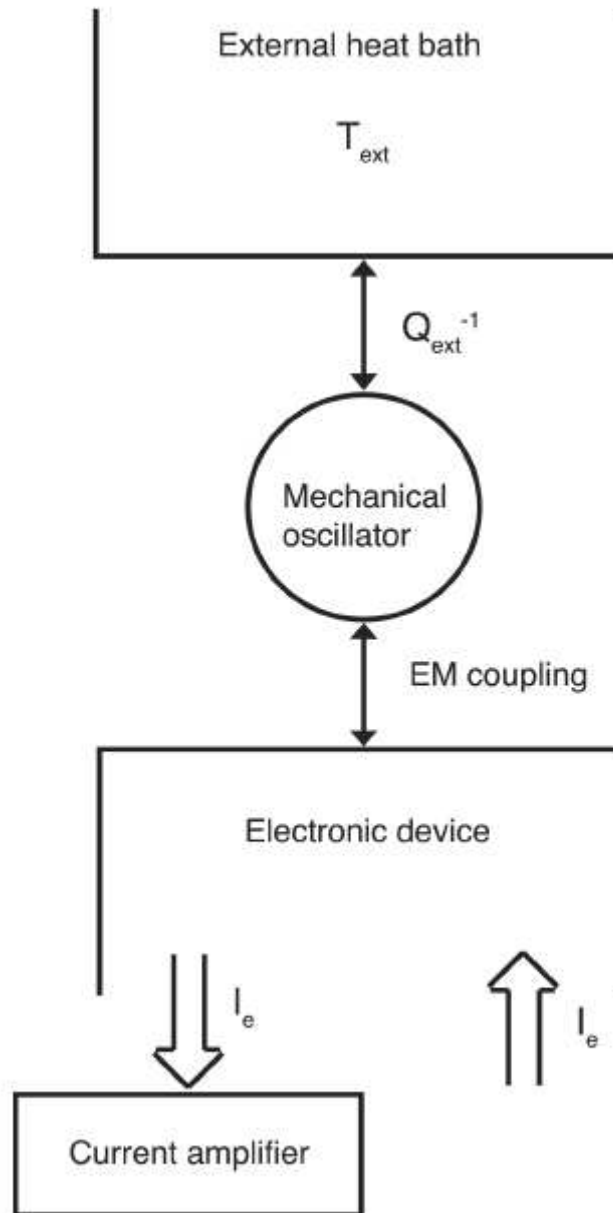 External heat bath
T_ext
Q_ext^-1
Mechanical
oscillator
EM coupling
Electronic device
I_e
I_e
Current amplifier